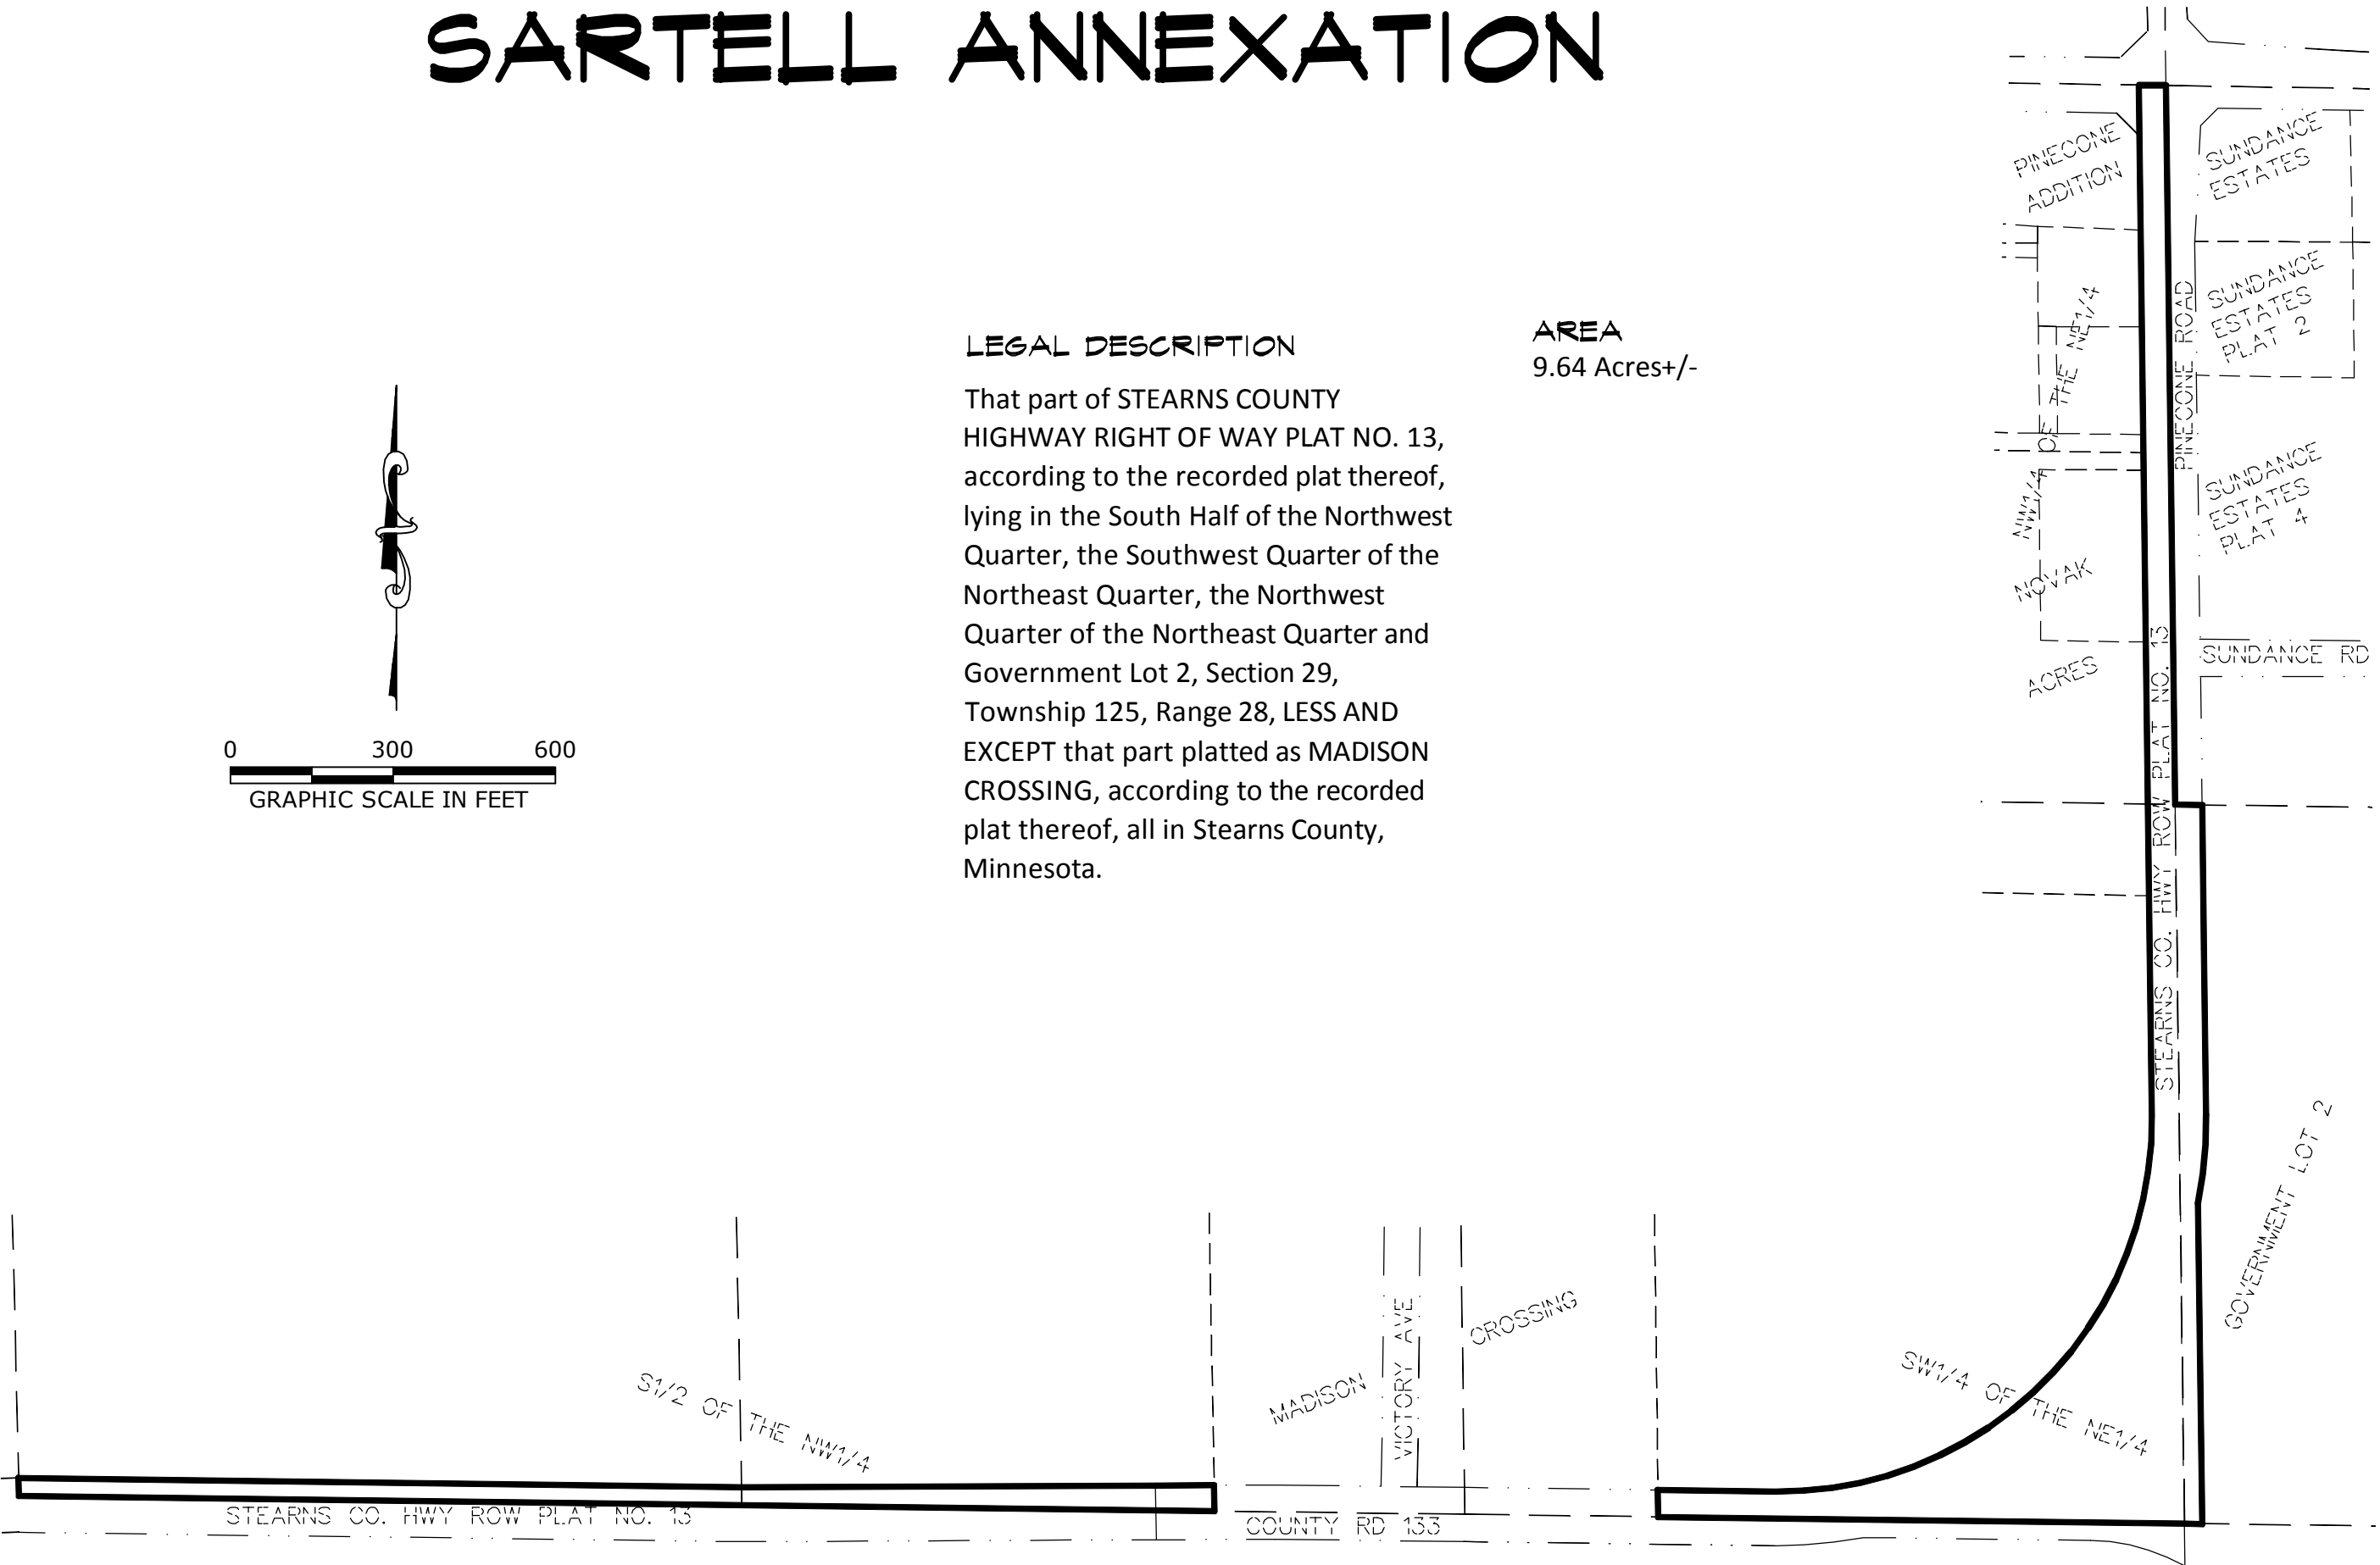 SARTELL ANNEXATION
LEGAL DESCRIPTION
That part of STEARNS COUNTY
HIGHWAY RIGHT OF WAY PLAT NO. 13,
according to the recorded plat thereof,
lying in the South Half of the Northwest
Quarter, the Southwest Quarter of the
Northeast Quarter, the Northwest
Quarter of the Northeast Quarter and
Government Lot 2, Section 29,
Township 125, Range 28, LESS AND
EXCEPT that part platted as MADISON
CROSSING, according to the recorded
plat thereof, all in Stearns County,
Minnesota.
AREA
9.64 Acres+/-
0 300 600
GRAPHIC SCALE IN FEET
PINECONE
ADDITION
SUNDANCE
ESTATES
SUNDANCE
ESTATES
PLAT 2
PINECONE ROAD
NW1/4 OF THE NE1/4
SUNDANCE
ESTATES
PLAT 4
NOVAK
ACRES
SUNDANCE RD
STEARNS CO. HWY ROW PLAT NO. 13
GOVERNMENT LOT 2
S1/2 OF THE NW1/4
MADISON
VICTORY AVE
CROSSING
SW1/4 OF THE NE1/4
STEARNS CO. HWY ROW PLAT NO. 13
COUNTY RD 133